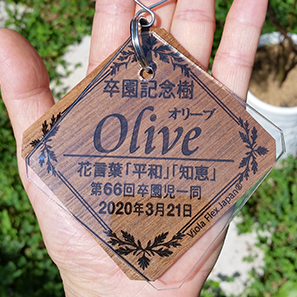 卒園記念樹
オリーブ
Olive
花言葉「平和」「知恵」
第66回卒園児一同
2020年3月21日
Viola Flex Japan®